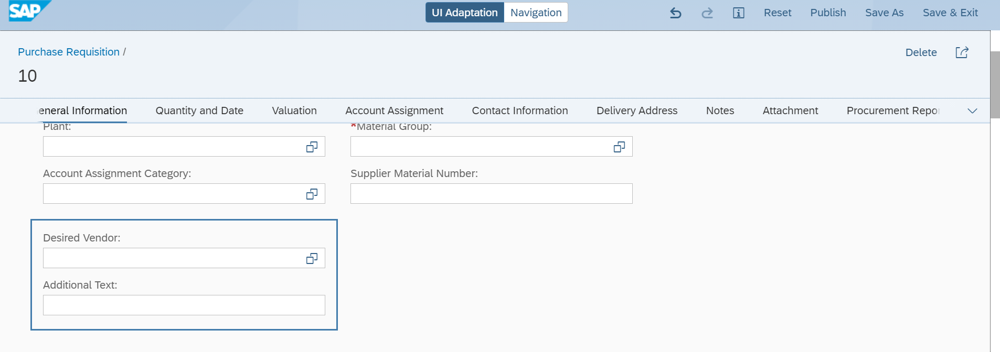 SAP
UI Adaptation Navigation Reset Publish Save As Save & Exit
Purchase Requisition / Delete
10
eneral Information Quantity and Date Valuation Account Assignment Contact Information Delivery Address Notes Attachment Procurement Repo
Plant: *Material Group:
Account Assignment Category: Supplier Material Number:
Desired Vendor:
Additional Text: